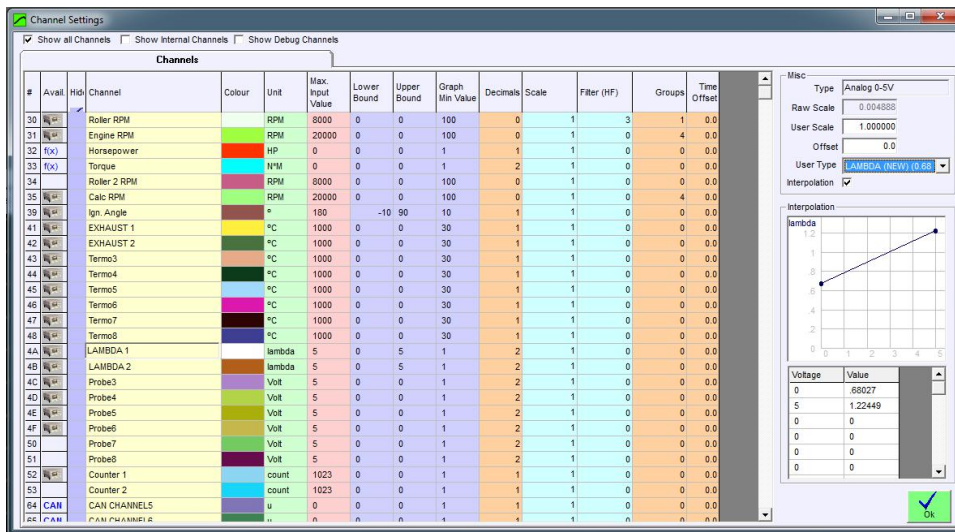 Channel Settings
Show all Channels Show Internal Channels Show Debug Channels
Channels
# Avail. Hide Channel Colour Unit Max. Input Value Lower Bound Upper Bound Graph Min Value Decimals Scale Filter (HF) Groups Time Offset
30 Roller RPM RPM 8000 0 0 100 0 1 3 1 0.0
31 Engine RPM RPM 20000 0 0 100 0 1 0 4 0.0
32 f(x) Horsepower HP 0 0 0 1 1 1 0 0 0.0
33 f(x) Torque N*M 0 0 0 1 2 1 0 0 0.0
34 Roller 2 RPM RPM 8000 0 0 100 0 1 0 0 0.0
35 Calc RPM RPM 20000 0 0 100 0 1 0 4 0.0
39 Ign. Angle ° 180 -10 90 10 1 1 0 0 0.0
41 EXHAUST 1 ºC 1000 0 0 30 1 1 0 0 0.0
42 EXHAUST 2 ºC 1000 0 0 30 1 1 0 0 0.0
43 Termo3 ºC 1000 0 0 30 1 1 0 0 0.0
44 Termo4 ºC 1000 0 0 30 1 1 0 0 0.0
45 Termo5 ºC 1000 0 0 30 1 1 0 0 0.0
46 Termo6 ºC 1000 0 0 30 1 1 0 0 0.0
47 Termo7 ºC 1000 0 0 30 1 1 0 0 0.0
48 Termo8 ºC 1000 0 0 30 1 1 0 0 0.0
4A LAMBDA 1 lambda 5 0 5 1 2 1 0 0 0.0
4B LAMBDA 2 lambda 5 0 5 1 2 1 0 0 0.0
4C Probe3 Volt 5 0 0 1 2 1 0 0 0.0
4D Probe4 Volt 5 0 0 1 2 1 0 0 0.0
4E Probe5 Volt 5 0 0 1 2 1 0 0 0.0
4F Probe6 Volt 5 0 0 1 2 1 0 0 0.0
50 Probe7 Volt 5 0 0 1 2 1 0 0 0.0
51 Probe8 Volt 5 0 0 1 2 1 0 0 0.0
52 Counter 1 count 1023 0 0 1 1 1 0 0 0.0
53 Counter 2 count 1023 0 0 1 1 1 0 0 0.0
64 CAN CAN CHANNEL5 u 0 0 0 1 1 1 0 0 0.0
65 CAN CAN CHANNEL6 u 0 0 0 1 1 1 0 0 0.0
Misc
Type Analog 0-5V
Raw Scale 0.004888
User Scale 1.000000
Offset 0.0
User Type LAMBDA (NEW) (0.68
Interpolation
Interpolation
lambda
1.2
1
.8
.6
.4
.2
0
0 1 2 3 4 5
Voltage Value
0 .68027
5 1.22449
0 0
0 0
0 0
0 0
Ok